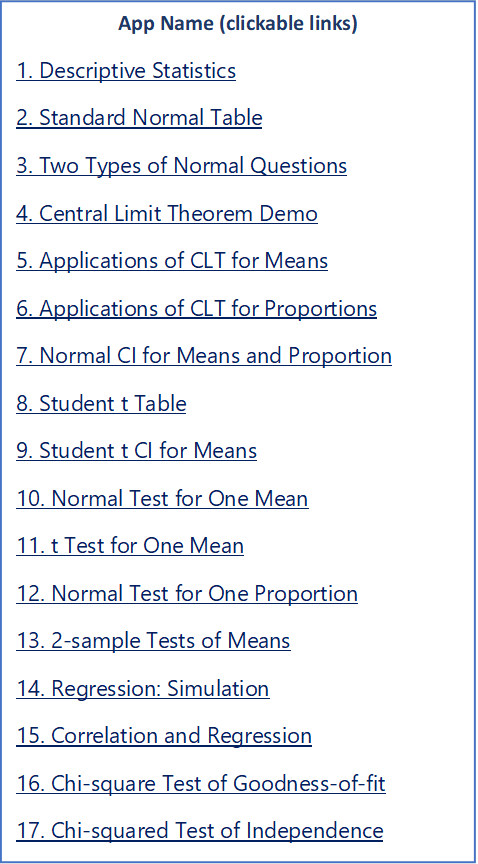 App Name (clickable links)
1. Descriptive Statistics
2. Standard Normal Table
3. Two Types of Normal Questions
4. Central Limit Theorem Demo
5. Applications of CLT for Means
6. Applications of CLT for Proportions
7. Normal CI for Means and Proportion
8. Student t Table
9. Student t CI for Means
10. Normal Test for One Mean
11. t Test for One Mean
12. Normal Test for One Proportion
13. 2-sample Tests of Means
14. Regression: Simulation
15. Correlation and Regression
16. Chi-square Test of Goodness-of-fit
17. Chi-squared Test of Independence